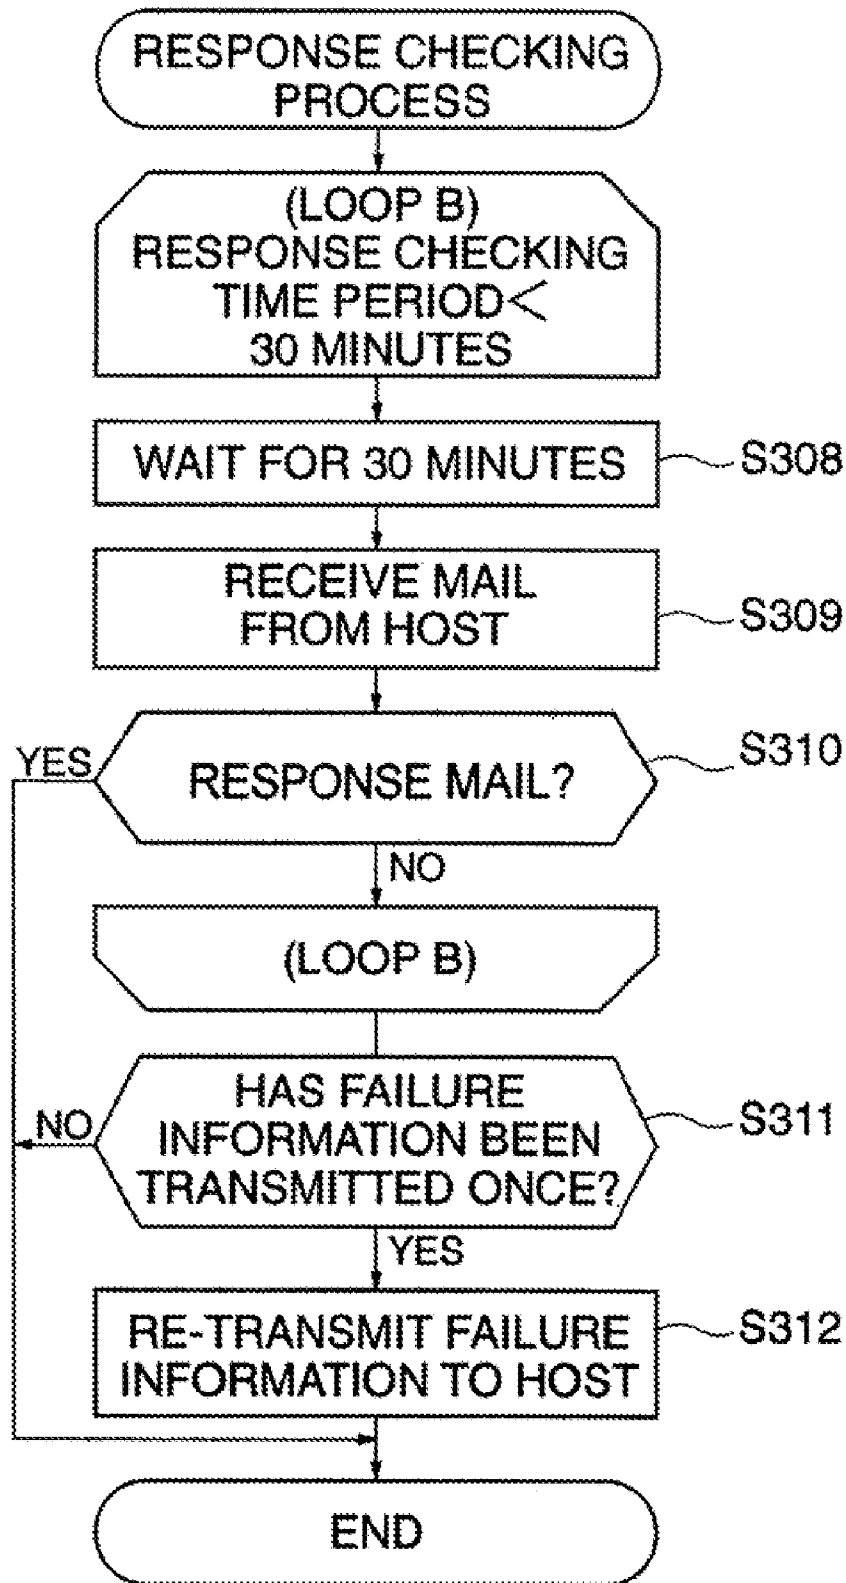 RESPONSE CHECKING
PROCESS
(LOOP B)
RESPONSE CHECKING
TIME PERIOD<
30 MINUTES
WAIT FOR 30 MINUTES
S308
RECEIVE MAIL
FROM HOST
S309
YES
RESPONSE MAIL?
S310
NO
(LOOP B)
HAS FAILURE
INFORMATION BEEN
TRANSMITTED ONCE?
S311
NO
YES
RE-TRANSMIT FAILURE
INFORMATION TO HOST
S312
END